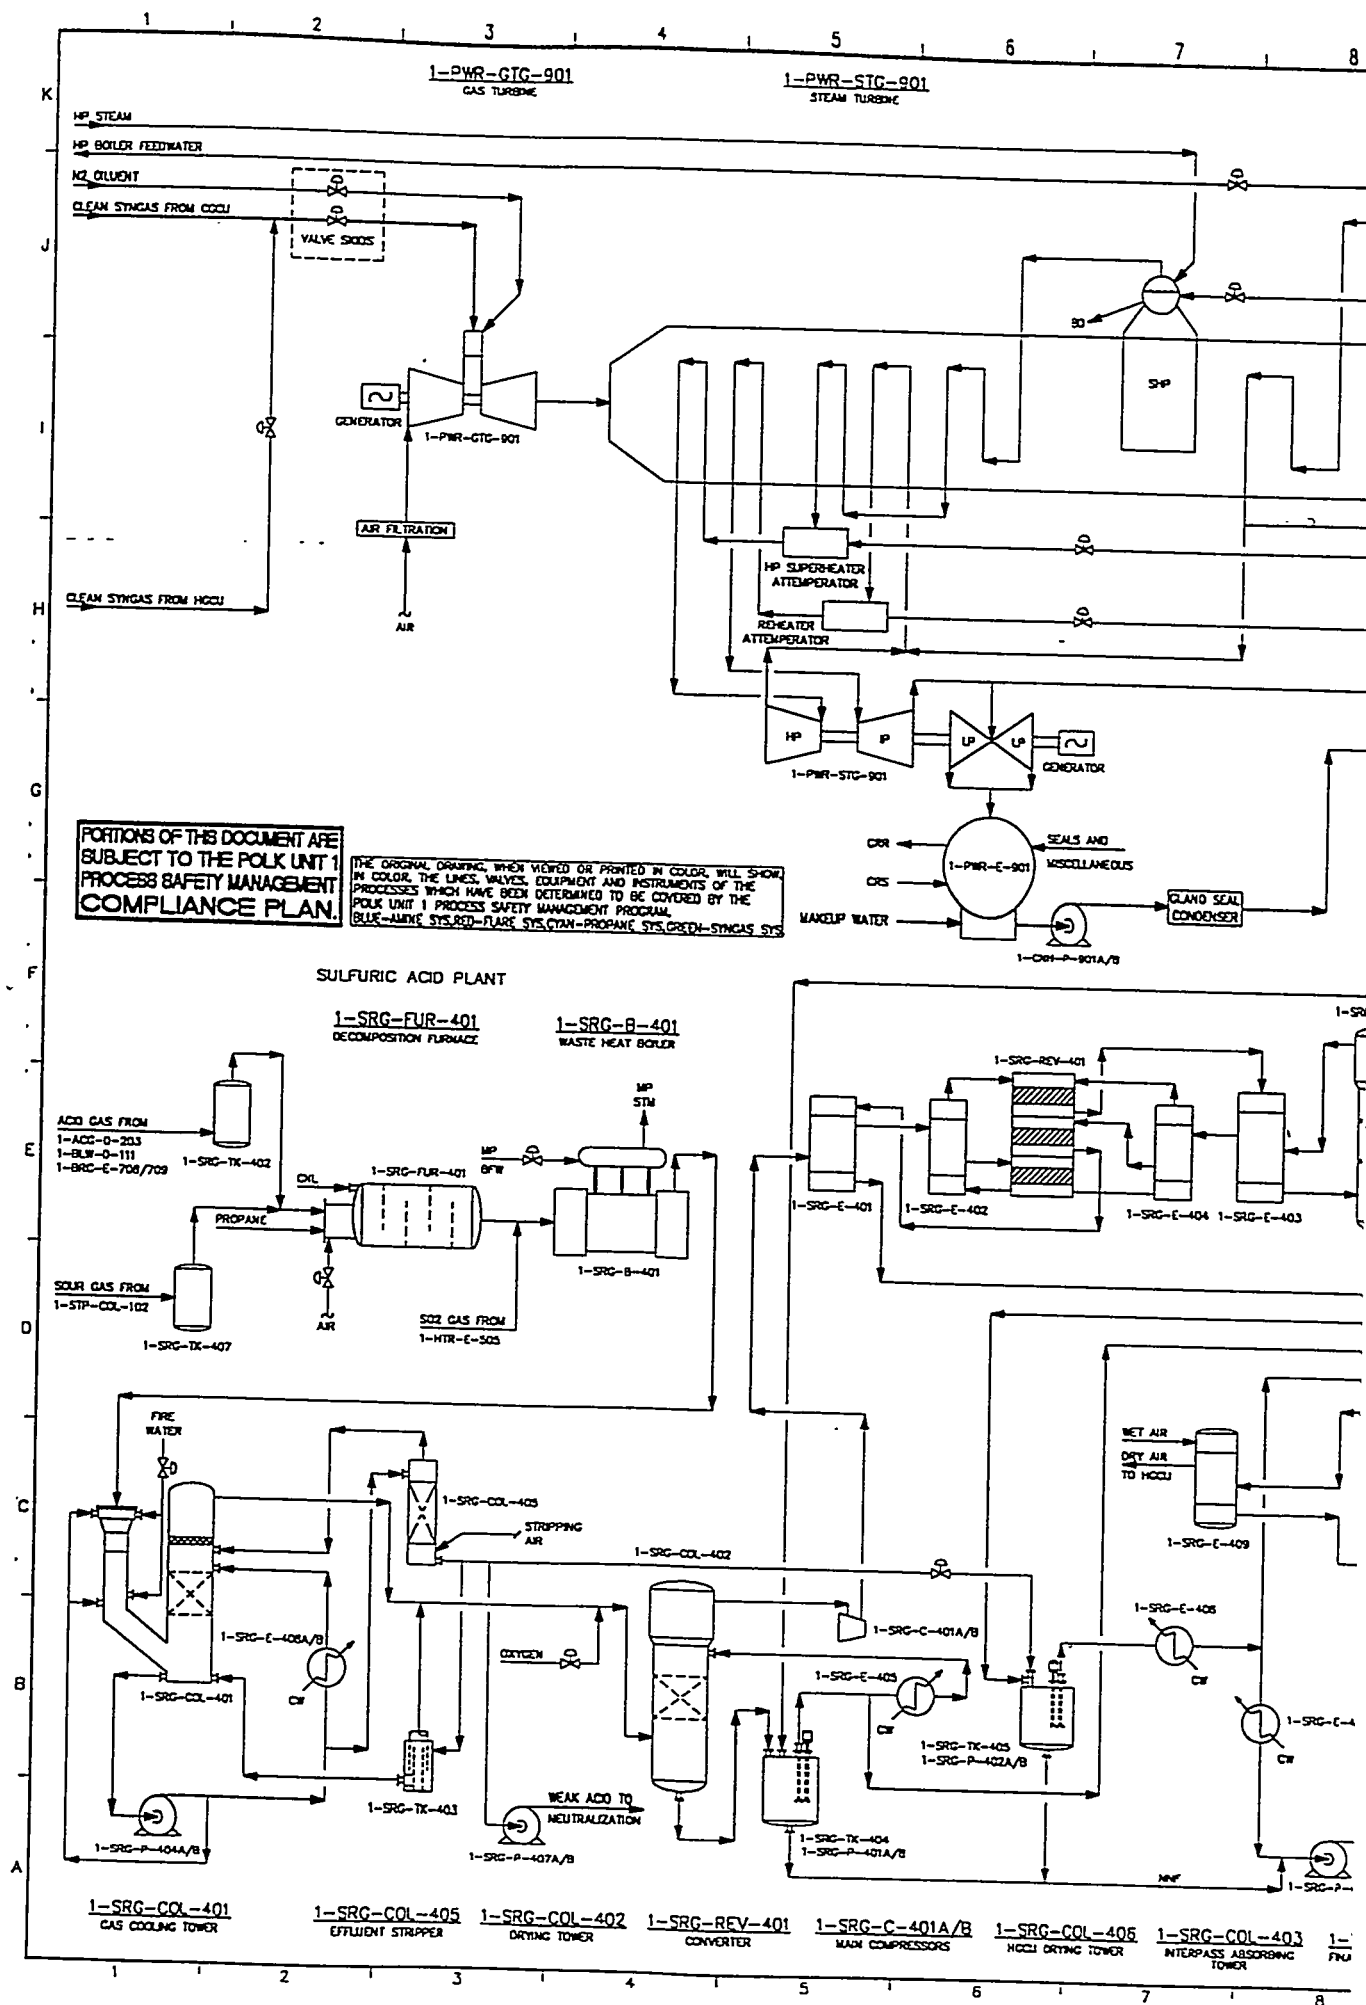 1 2 3 4 5 6 7 8
K
1-PWR-GTG-901
GAS TURBINE
1-PWR-STG-901
STEAM TURBINE
HP STEAM
HP BOILER FEEDWATER
N2 DILUENT
CLEAN SYNGAS FROM CGCU
VALVE SKIDS
J
BD
SHP
I
GENERATOR
1-PWR-GTG-901
AIR FILTRATION
HP SUPERHEATER
ATTEMPERATOR
H
CLEAN SYNGAS FROM HGCU
AIR
REHEATER
ATTEMPERATOR
HP
IP
LP
LP
GENERATOR
1-PWR-STG-901
G
PORTIONS OF THIS DOCUMENT ARE
SUBJECT TO THE POLK UNIT 1
PROCESS SAFETY MANAGEMENT
COMPLIANCE PLAN.
THE ORIGINAL DRAWING, WHEN VIEWED OR PRINTED IN COLOR, WILL SHOW,
IN COLOR, THE LINES, VALVES, EQUIPMENT AND INSTRUMENTS OF THE
PROCESSES WHICH HAVE BEEN DETERMINED TO BE COVERED BY THE
POLK UNIT 1 PROCESS SAFETY MANAGEMENT PROGRAM.
BLUE-AMINE SYS,RED-FLARE SYS,CYAN-PROPANE SYS,GREEN-SYNGAS SYS
CRR
CRS
1-PWR-E-901
SEALS AND
MISCELLANEOUS
MAKEUP WATER
GLAND SEAL
CONDENSER
1-CNH-P-901A/B
F
SULFURIC ACID PLANT
1-SRG-FUR-401
DECOMPOSITION FURNACE
1-SRG-B-401
WASTE HEAT BOILER
1-SRG-REV-401
E
ACID GAS FROM
1-ACG-D-203
1-BLW-D-111
1-BRG-E-708/709
1-SRG-TK-402
MP
STM
MP
BFW
OXL
1-SRG-FUR-401
PROPANE
1-SRG-B-401
1-SRG-E-401
1-SRG-E-402
1-SRG-E-404
1-SRG-E-403
SOUR GAS FROM
1-STP-COL-102
1-SRG-TK-407
AIR
SO2 GAS FROM
1-HTR-E-505
D
FIRE
WATER
WET AIR
DRY AIR
TO HGCU
C
1-SRG-COL-405
STRIPPING
AIR
1-SRG-COL-402
1-SRG-E-409
1-SRG-E-406A/B
CW
OXYGEN
1-SRG-C-401A/B
1-SRG-E-405
CW
1-SRG-E-406
CW
B
1-SRG-COL-401
1-SRG-TK-405
1-SRG-P-402A/B
CW
1-SRG-TK-403
WEAK ACID TO
NEUTRALIZATION
1-SRG-P-404A/B
1-SRG-P-407A/B
1-SRG-TK-404
1-SRG-P-401A/B
NNF
A
1-SRG-COL-401
GAS COOLING TOWER
1-SRG-COL-405
EFFLUENT STRIPPER
1-SRG-COL-402
DRYING TOWER
1-SRG-REV-401
CONVERTER
1-SRG-C-401A/B
MAIN COMPRESSORS
1-SRG-COL-406
HGCU DRYING TOWER
1-SRG-COL-403
INTERPASS ABSORBING
TOWER
1 2 3 4 5 6 7 8